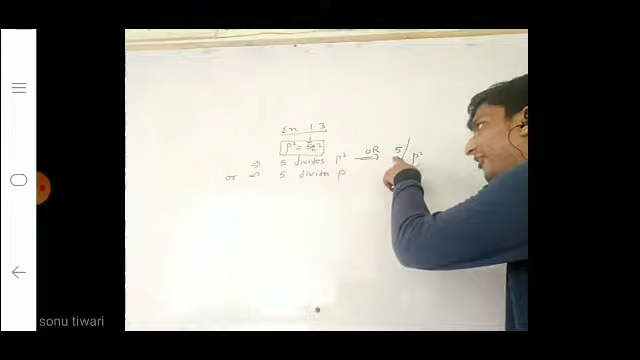 Ex 1.3
p² = 5q²
⇒ 5 divides p² OR ⇒ 5/p²
or ⇒ 5 divides p
sonu tiwari